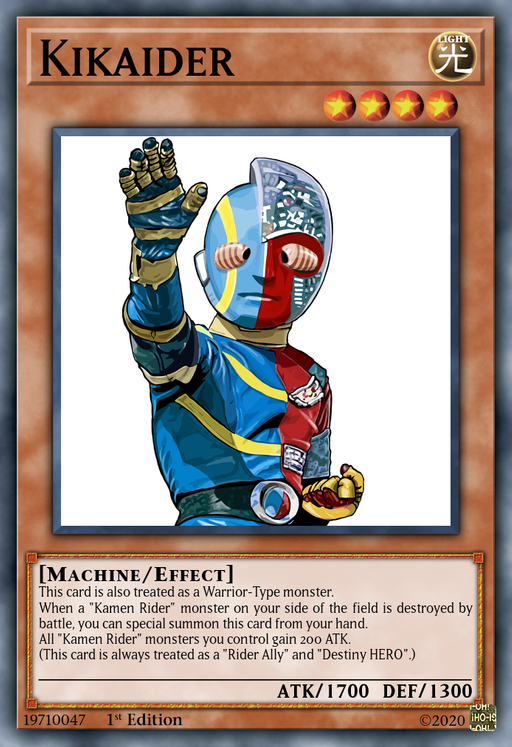 KIKAIDER
LIGHT
光
[MACHINE/EFFECT]
This card is also treated as a Warrior-Type monster.
When a "Kamen Rider" monster on your side of the field is destroyed by
battle, you can special summon this card from your hand.
All "Kamen Rider" monsters you control gain 200 ATK.
(This card is always treated as a "Rider Ally" and "Destiny HERO".)
ATK/1700 DEF/1300
19710047 1st Edition ©2020